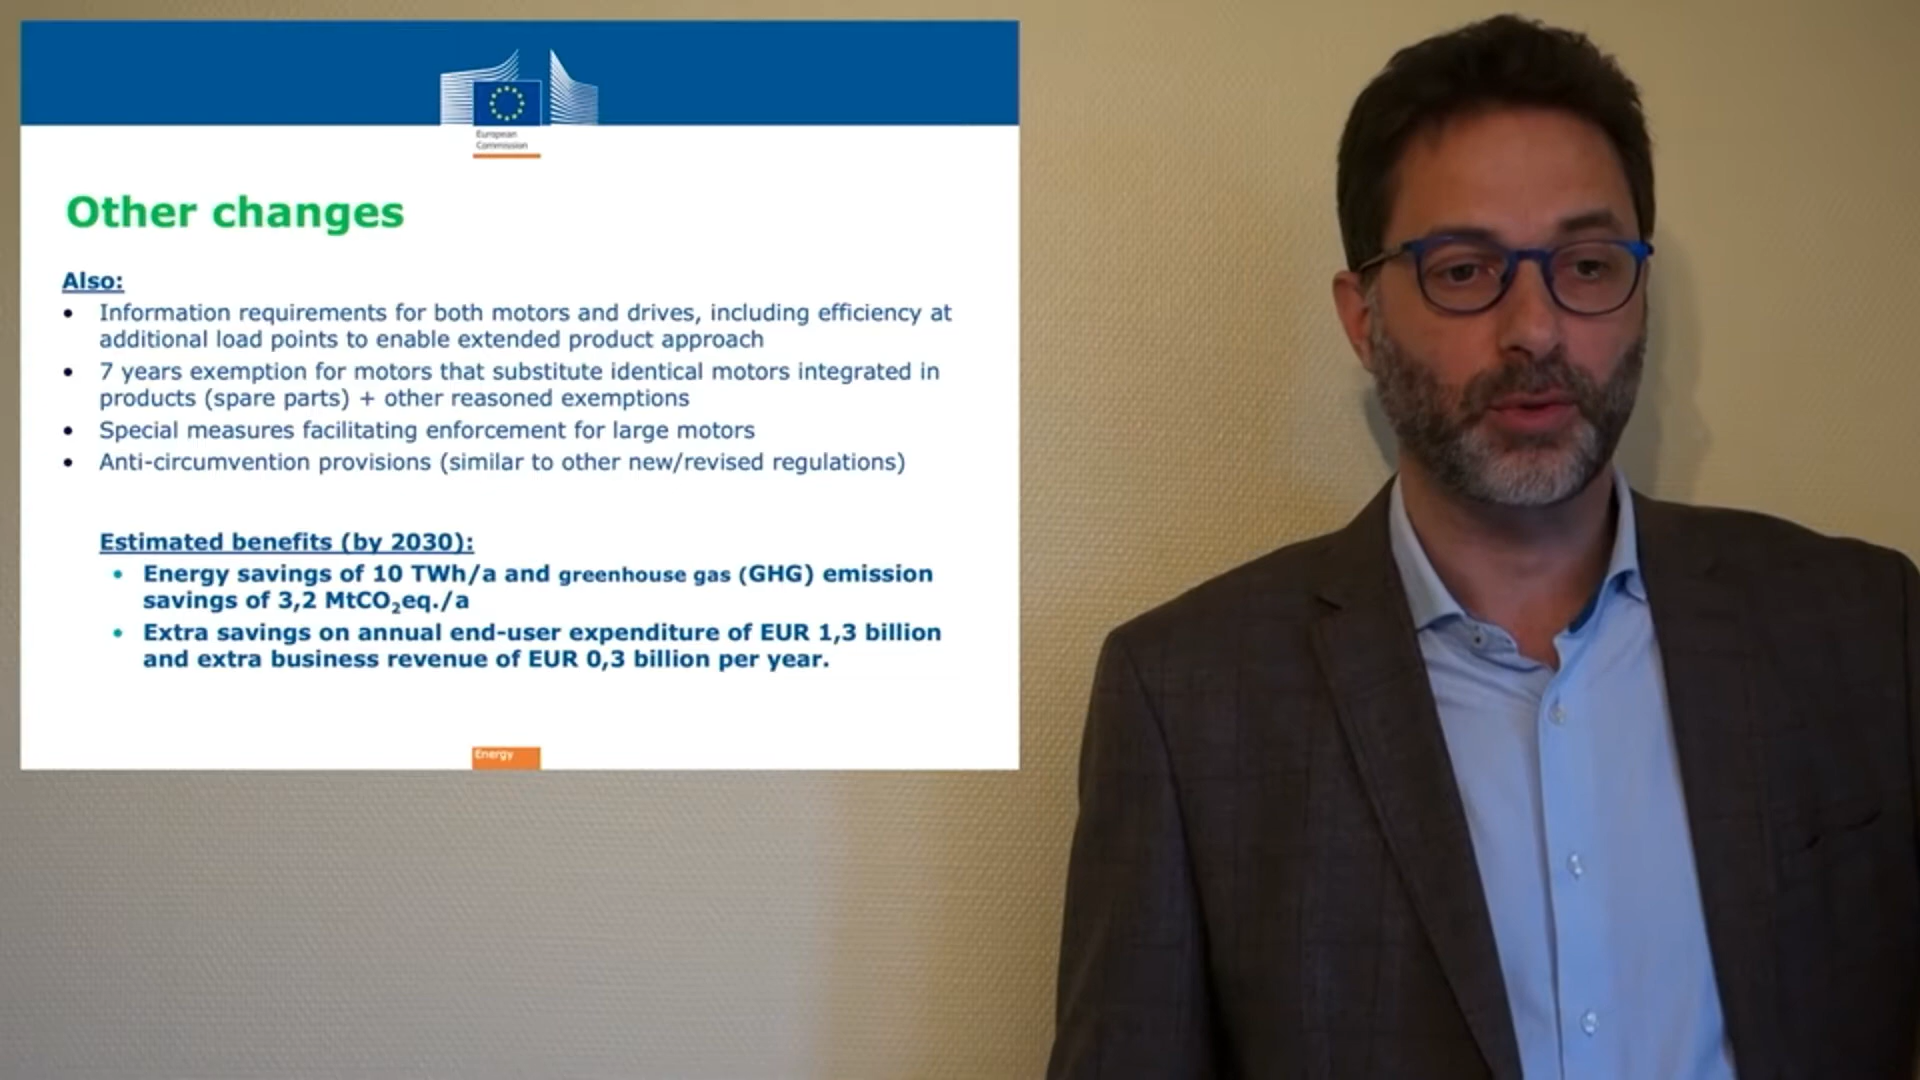 European
Commission
Other changes
Also:
• Information requirements for both motors and drives, including efficiency at
additional load points to enable extended product approach
• 7 years exemption for motors that substitute identical motors integrated in
products (spare parts) + other reasoned exemptions
• Special measures facilitating enforcement for large motors
• Anti-circumvention provisions (similar to other new/revised regulations)
Estimated benefits (by 2030):
• Energy savings of 10 TWh/a and greenhouse gas (GHG) emission
savings of 3,2 MtCO₂eq./a
• Extra savings on annual end-user expenditure of EUR 1,3 billion
and extra business revenue of EUR 0,3 billion per year.
Energy